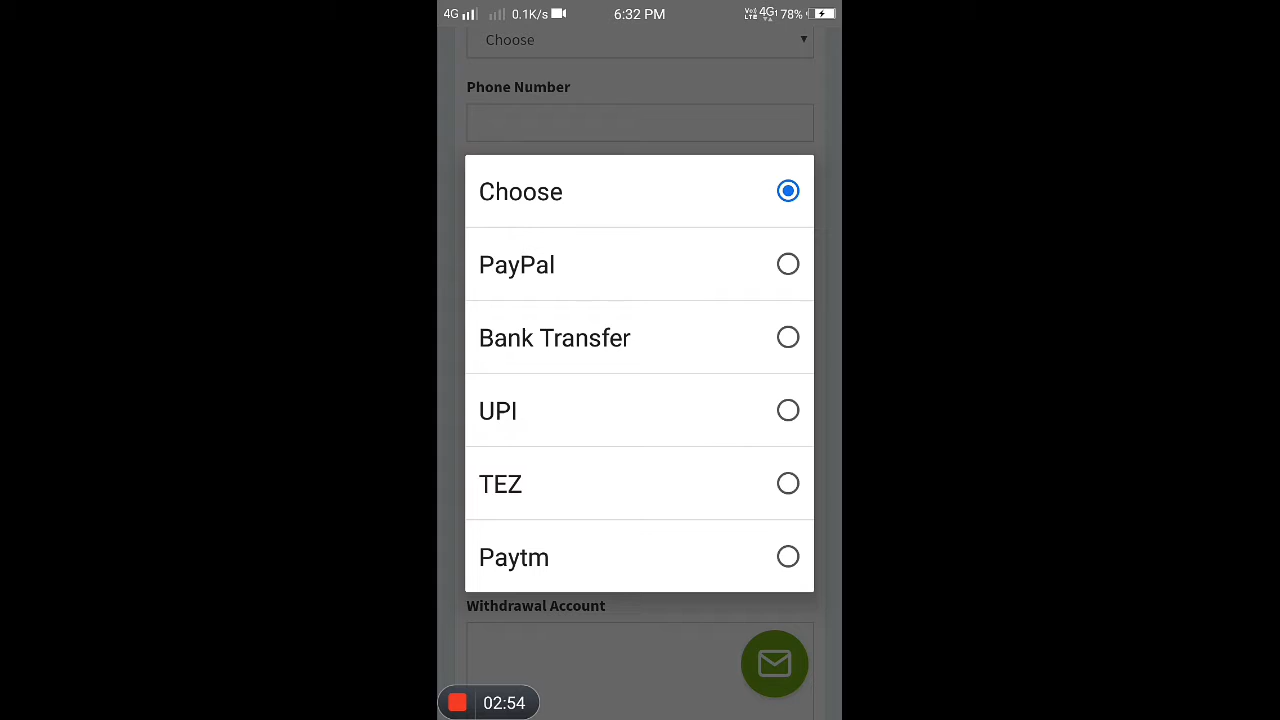 4G 0.1K/s 6:32 PM VoLTE 4G 78%
Choose
Phone Number
Choose
PayPal
Bank Transfer
UPI
TEZ
Paytm
Withdrawal Account
02:54